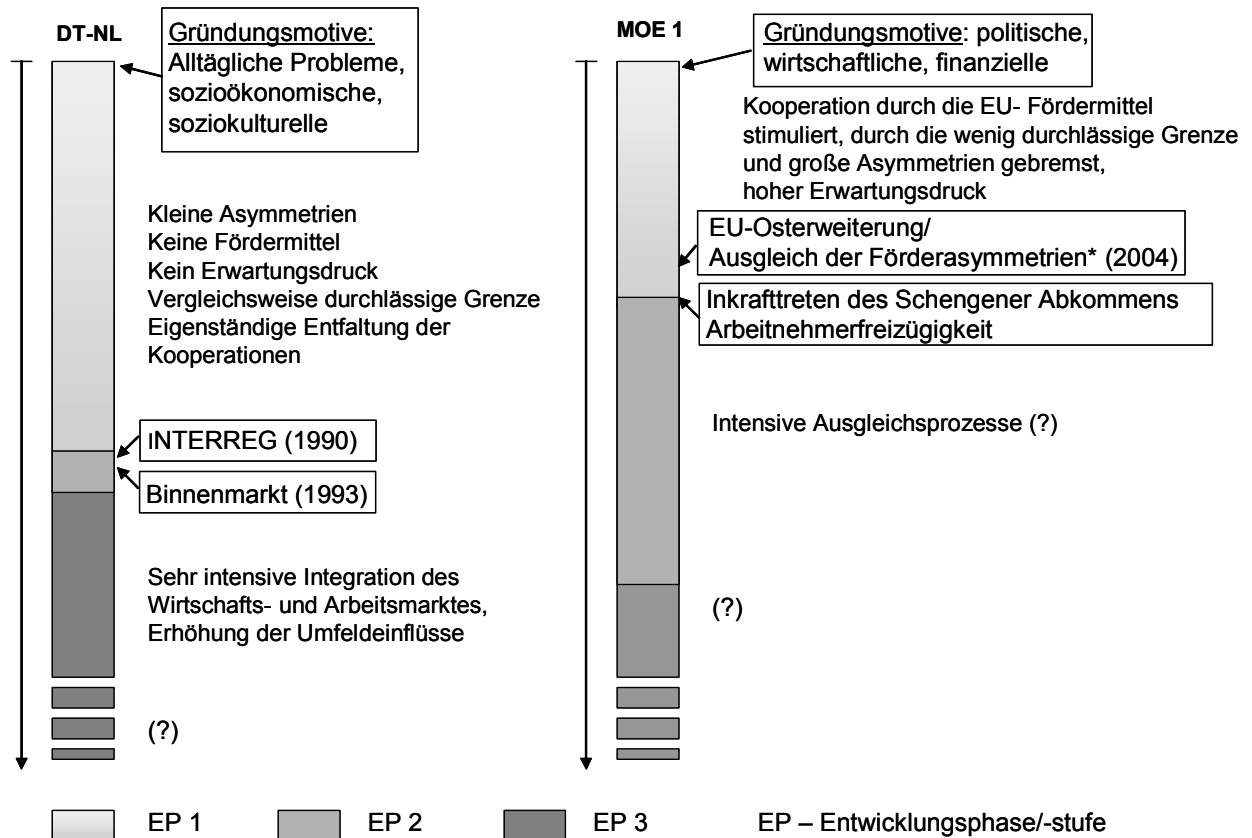 DT-NL
Gründungsmotive:
Alltägliche Probleme,
sozioökonomische,
soziokulturelle
Kleine Asymmetrien
Keine Fördermittel
Kein Erwartungsdruck
Vergleichsweise durchlässige Grenze
Eigenständige Entfaltung der
Kooperationen
INTERREG (1990)
Binnenmarkt (1993)
Sehr intensive Integration des
Wirtschafts- und Arbeitsmarktes,
Erhöhung der Umfeldeinflüsse
(?)
MOE 1
Gründungsmotive: politische,
wirtschaftliche, finanzielle
Kooperation durch die EU- Fördermittel
stimuliert, durch die wenig durchlässige Grenze
und große Asymmetrien gebremst,
hoher Erwartungsdruck
EU-Osterweiterung/
Ausgleich der Förderasymmetrien* (2004)
Inkrafttreten des Schengener Abkommens
Arbeitnehmerfreizügigkeit
Intensive Ausgleichsprozesse (?)
(?)
EP 1 EP 2 EP 3 EP – Entwicklungsphase/-stufe